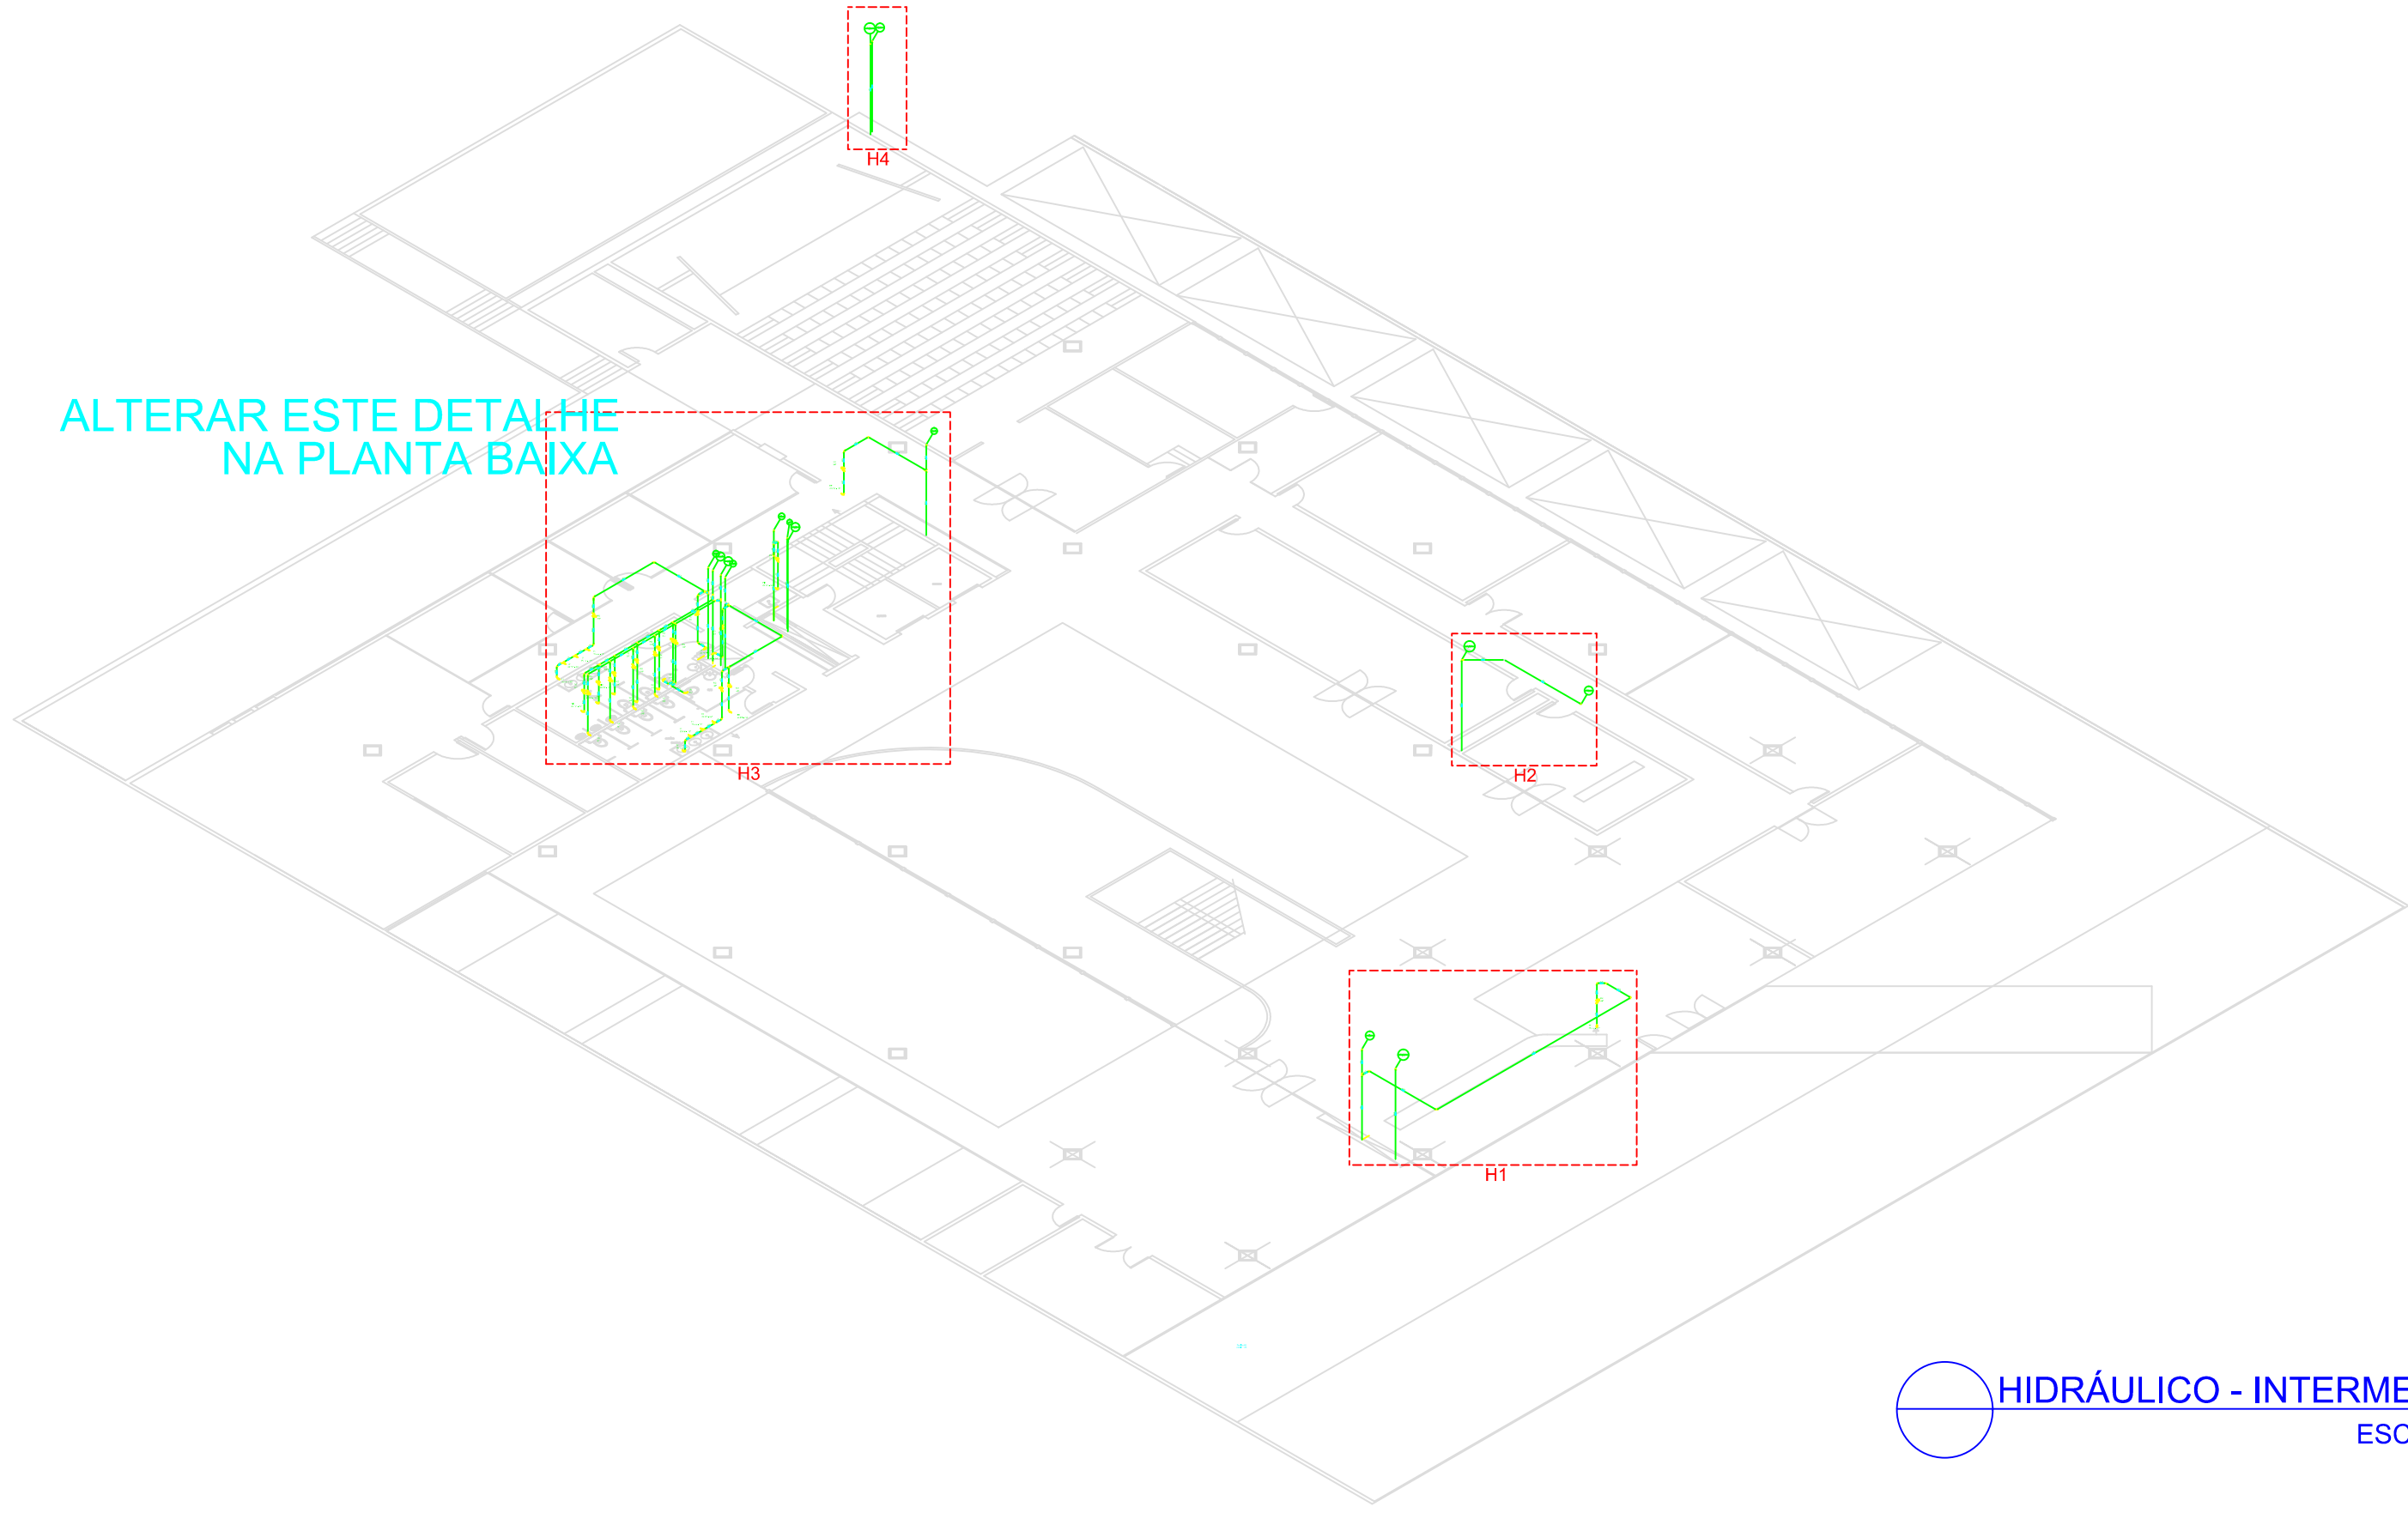 H4
ALTERAR ESTE DETALHE
NA PLANTA BAIXA
H3
H2
H1
HIDRÁULICO - INTERME
ESC